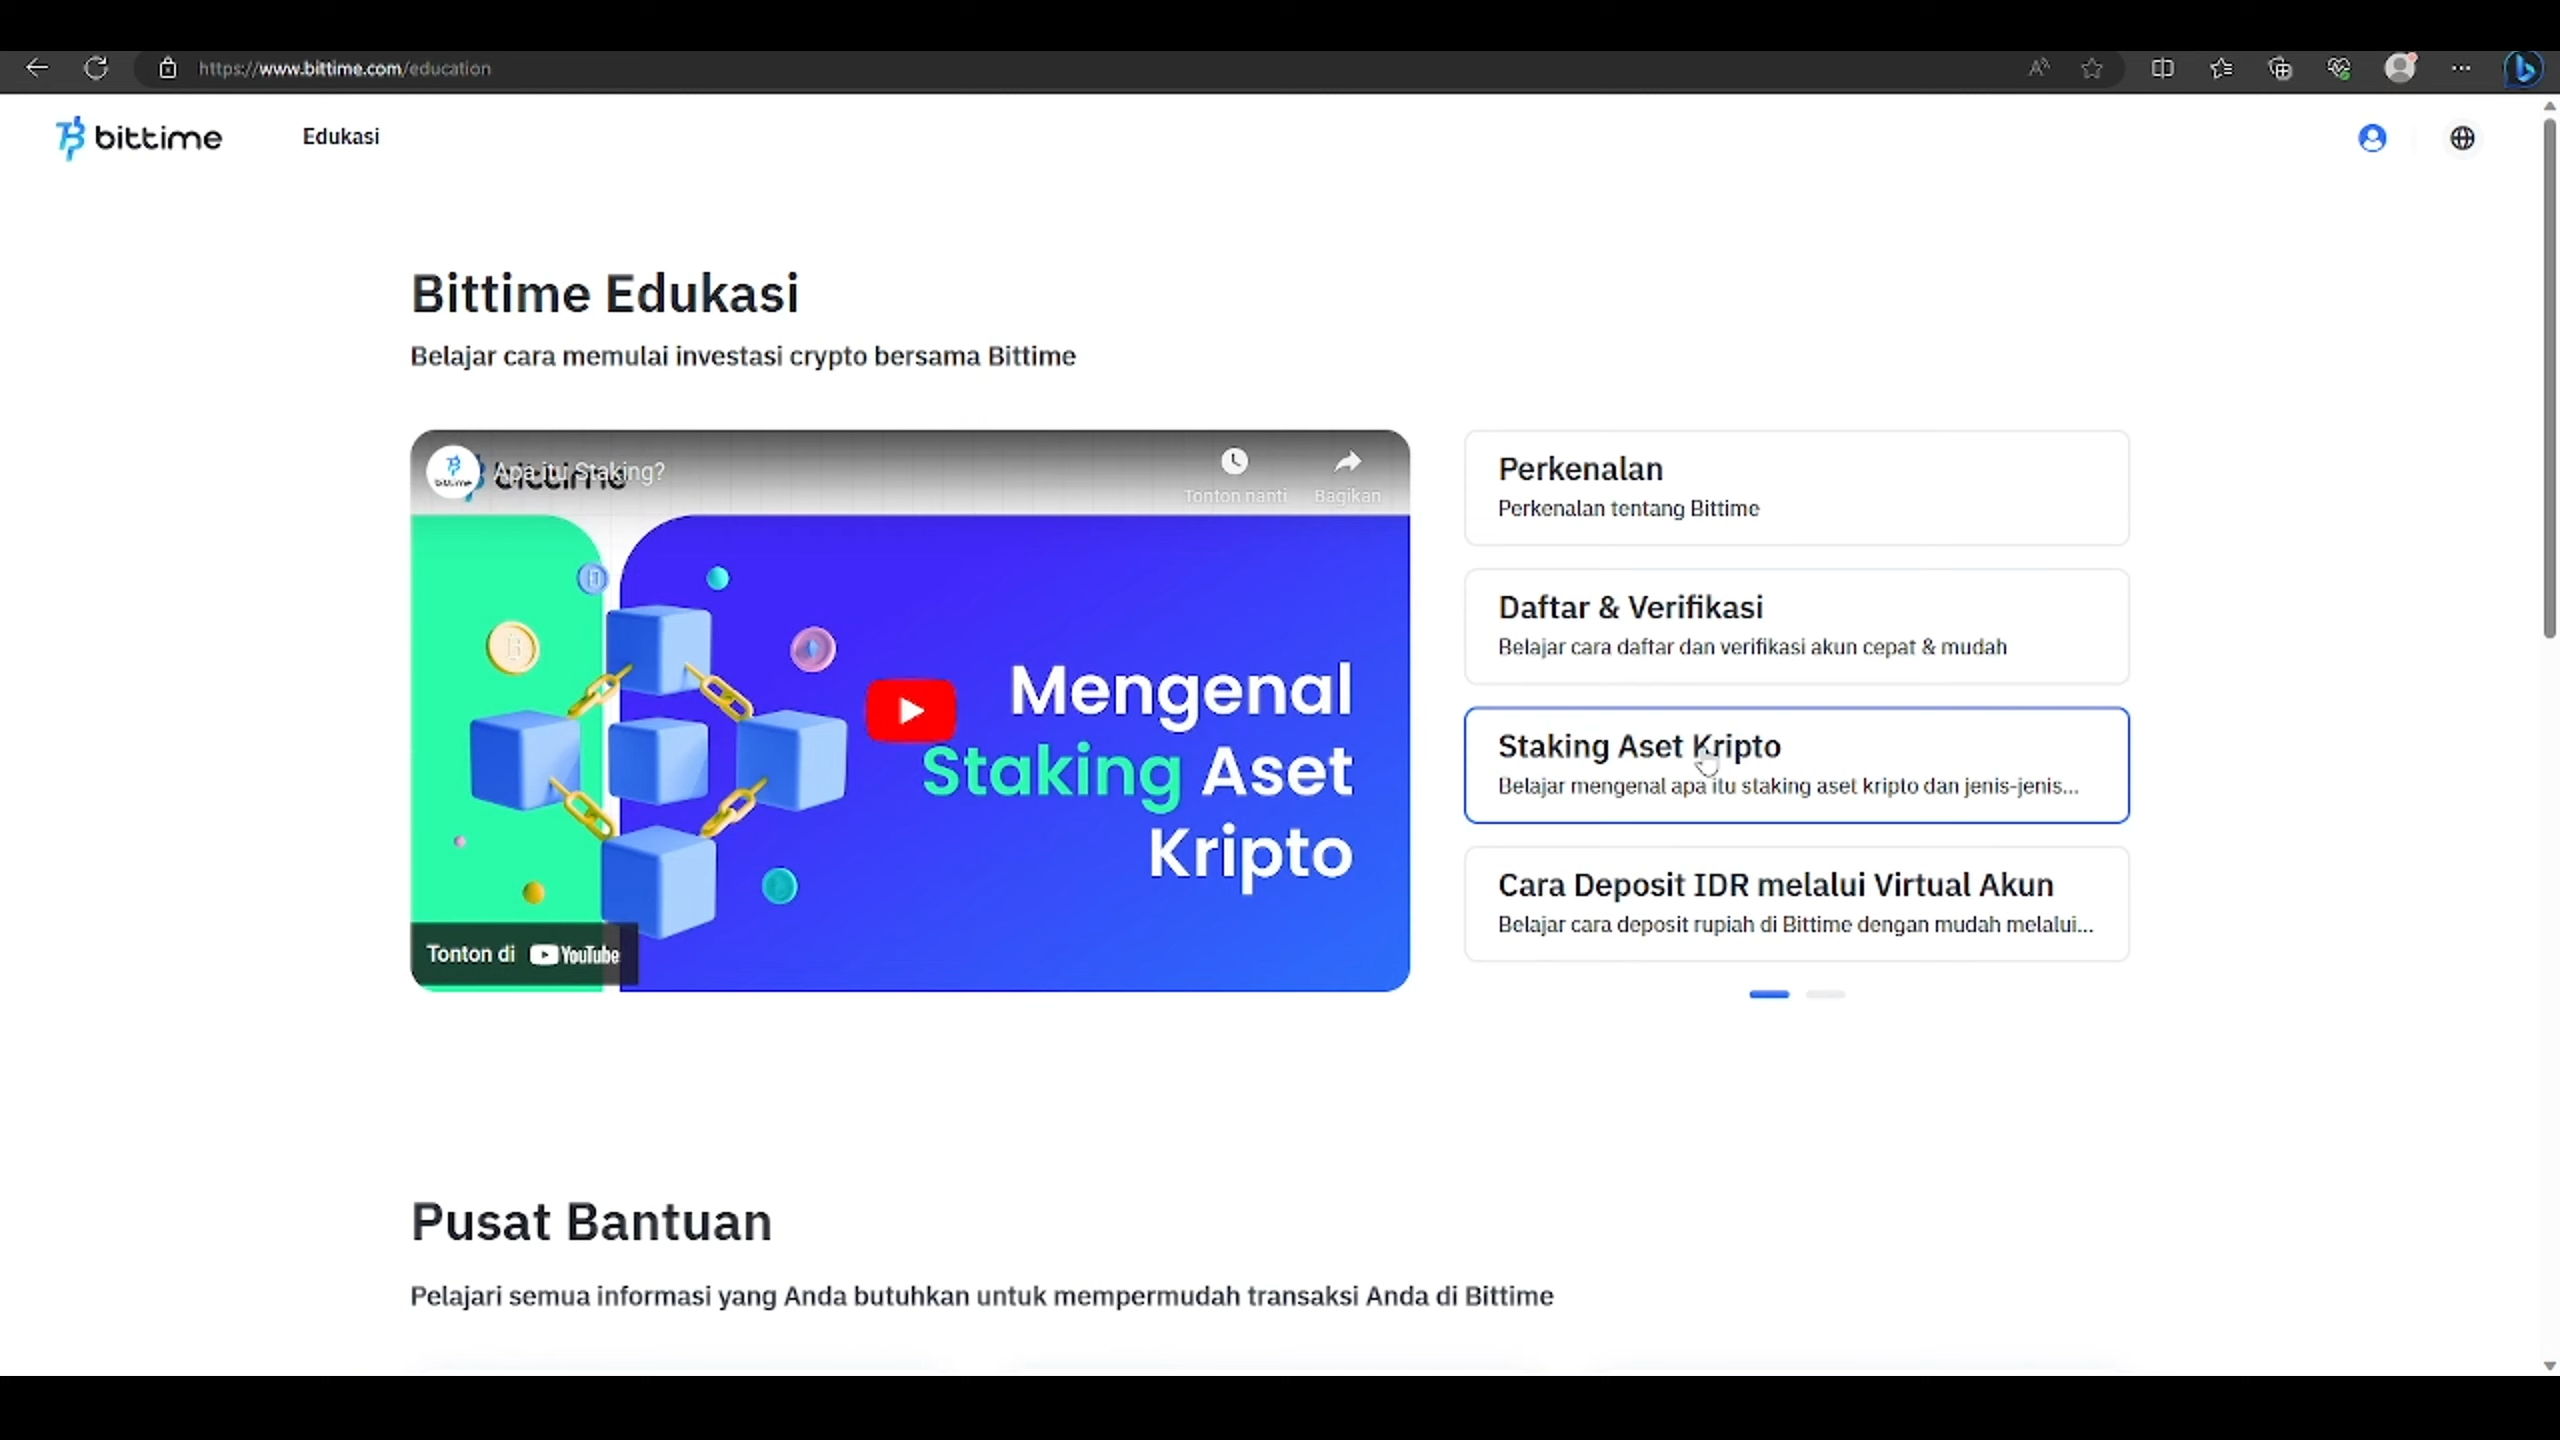 https://www.bittime.com/education
bittime
Edukasi
Bittime Edukasi
Belajar cara memulai investasi crypto bersama Bittime
Apa itu Staking?
bittime
Tonton nanti
Bagikan
Mengenal
Staking Aset
Kripto
Tonton di YouTube
Perkenalan
Perkenalan tentang Bittime
Daftar & Verifikasi
Belajar cara daftar dan verifikasi akun cepat & mudah
Staking Aset Kripto
Belajar mengenal apa itu staking aset kripto dan jenis-jenis...
Cara Deposit IDR melalui Virtual Akun
Belajar cara deposit rupiah di Bittime dengan mudah melalui...
Pusat Bantuan
Pelajari semua informasi yang Anda butuhkan untuk mempermudah transaksi Anda di Bittime